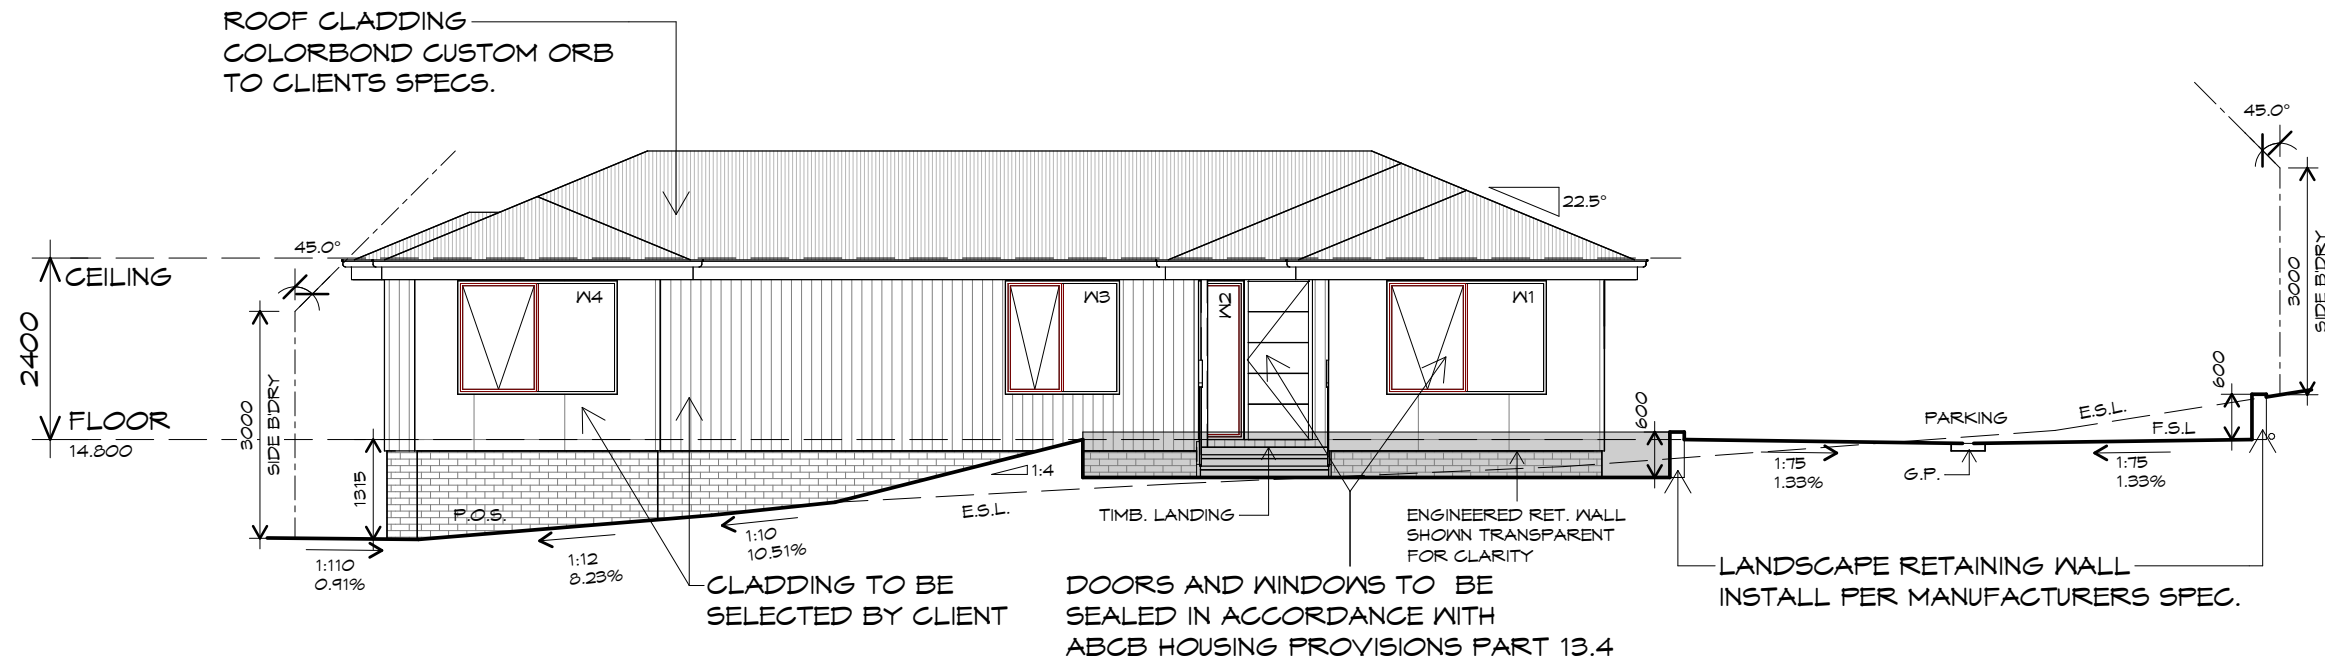 ROOF CLADDING
COLORBOND CUSTOM ORB
TO CLIENTS SPECS.
45.0°
22.5°
45.0°
CEILING
2400
FLOOR
14.800
3000
SIDE B'DRY
1315
W4
W3
W2
W1
P.O.S.
1:4
E.S.L.
600
PARKING
E.S.L.
F.S.L
600
3000
SIDE B'DRY
1:75
1.33%
G.P.
1:75
1.33%
1:110
0.91%
1:12
8.23%
1:10
10.51%
TIMB. LANDING
ENGINEERED RET. WALL
SHOWN TRANSPARENT
FOR CLARITY
CLADDING TO BE
SELECTED BY CLIENT
DOORS AND WINDOWS TO BE
SEALED IN ACCORDANCE WITH
ABCB HOUSING PROVISIONS PART 13.4
LANDSCAPE RETAINING WALL
INSTALL PER MANUFACTURERS SPEC.